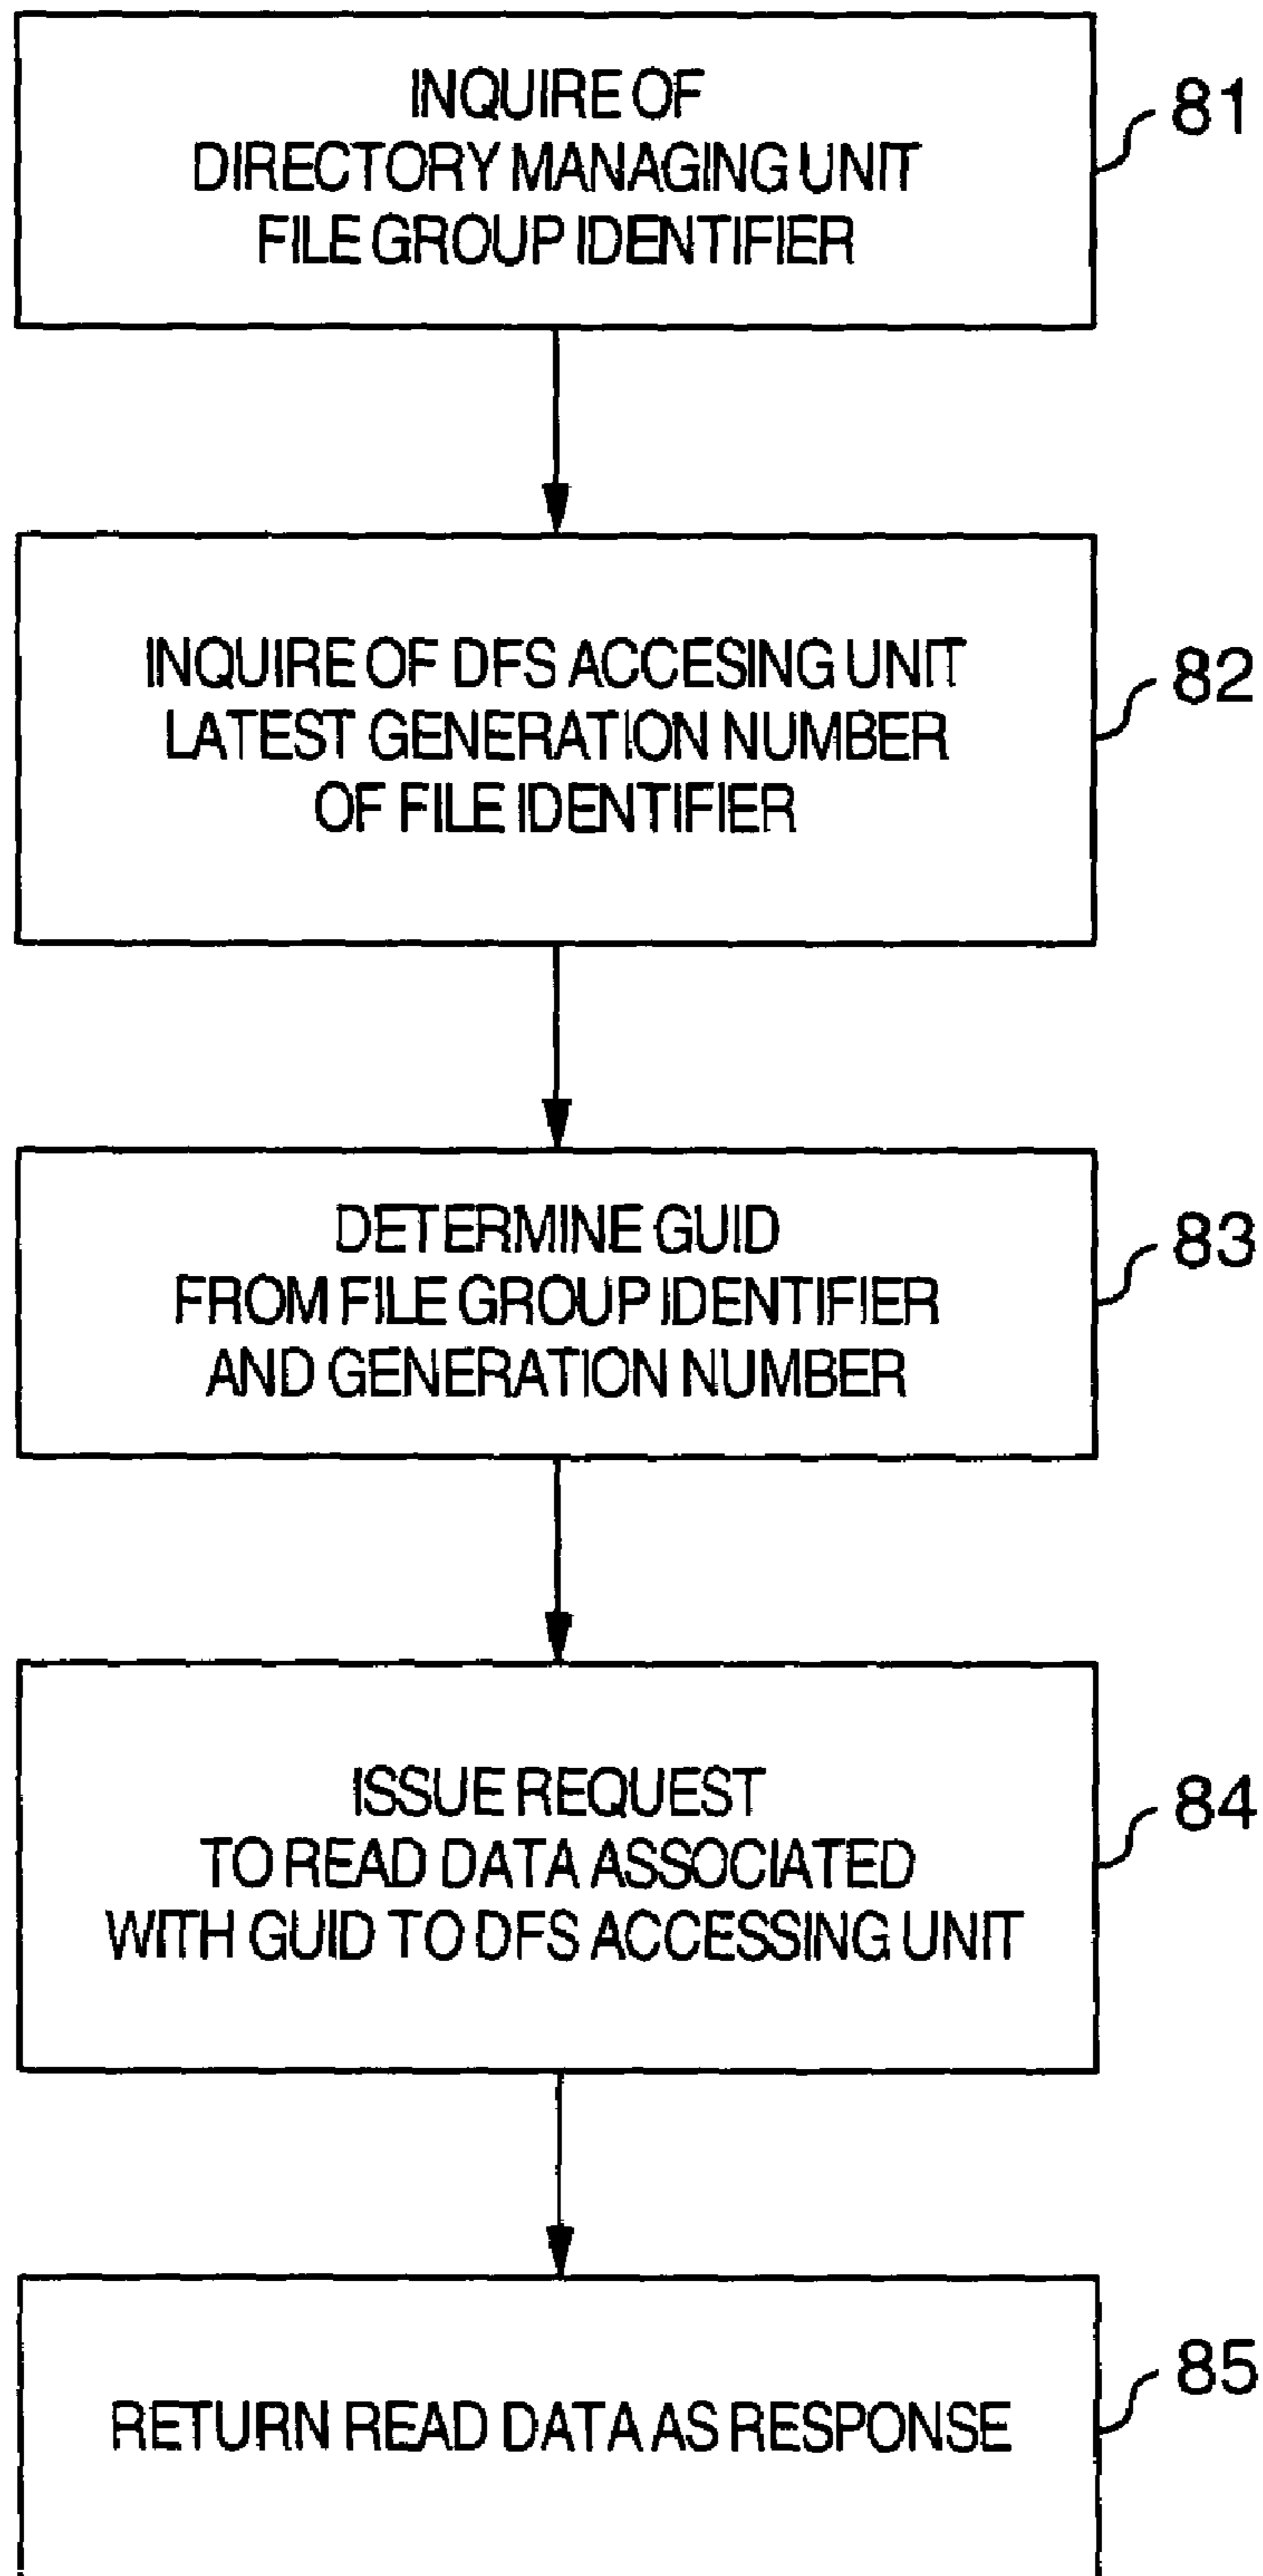 INQUIRE OF
DIRECTORY MANAGING UNIT
FILE GROUP IDENTIFIER
81
INQUIRE OF DFS ACCESING UNIT
LATEST GENERATION NUMBER
OF FILE IDENTIFIER
82
DETERMINE GUID
FROM FILE GROUP IDENTIFIER
AND GENERATION NUMBER
83
ISSUE REQUEST
TO READ DATA ASSOCIATED
WITH GUID TO DFS ACCESSING UNIT
84
RETURN READ DATA AS RESPONSE
85